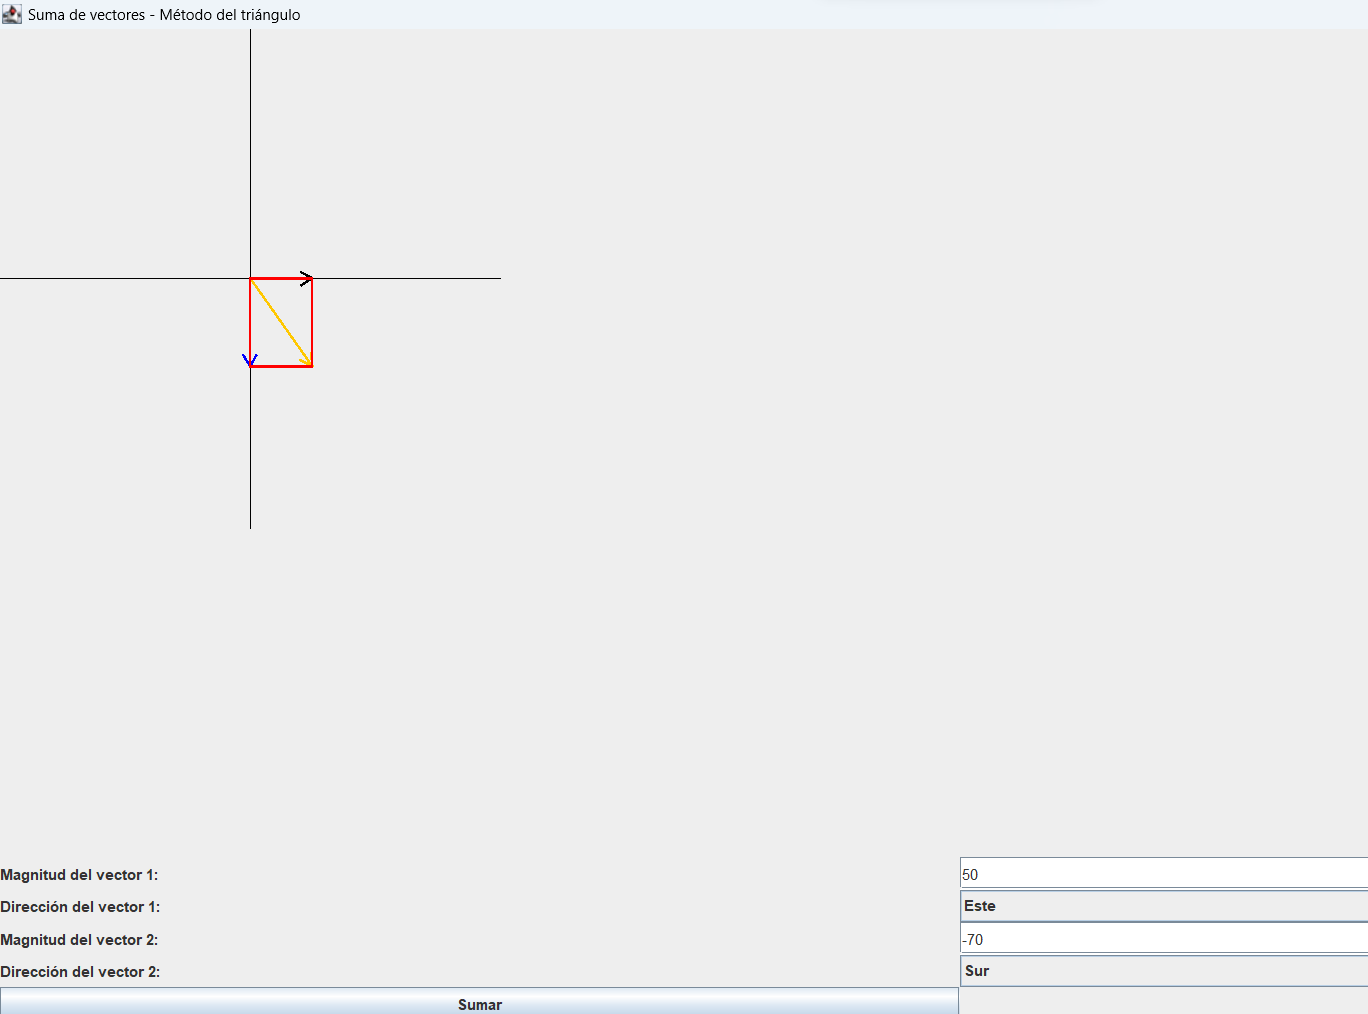 Suma de vectores - Método del triángulo
Magnitud del vector 1:
50
Dirección del vector 1:
Este
Magnitud del vector 2:
-70
Dirección del vector 2:
Sur
Sumar